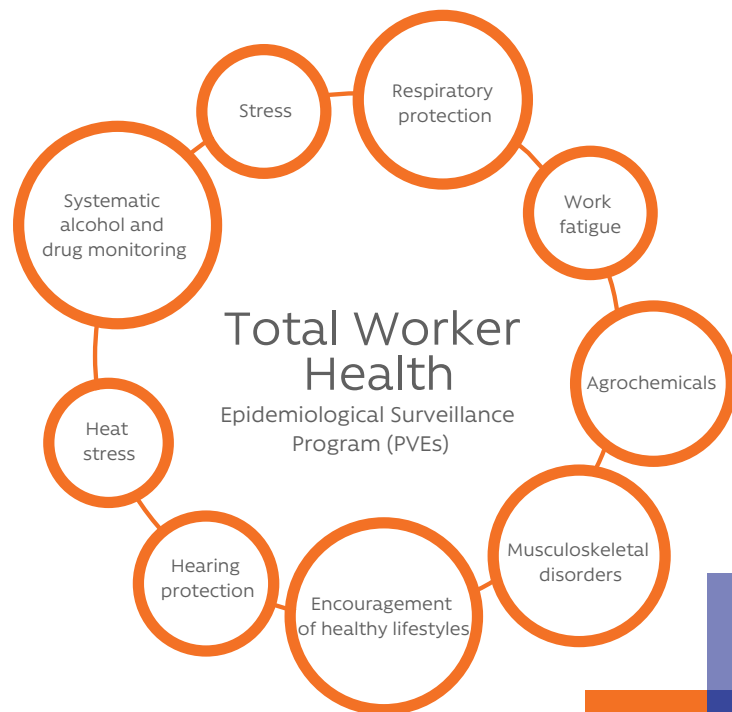 Stress
Respiratory
protection
Work
fatigue
Agrochemicals
Musculoskeletal
disorders
Encouragement
of healthy lifestyles
Hearing
protection
Heat
stress
Systematic
alcohol and
drug monitoring
Total Worker
Health
Epidemiological Surveillance
Program (PVEs)